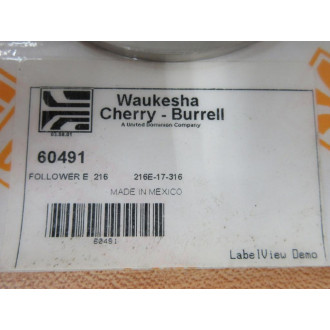 Waukesha
Cherry - Burrell
A United Dominion Company
60491
FOLLOWER E 216 216E-17-316
MADE IN MEXICO
60491
LabelView Demo